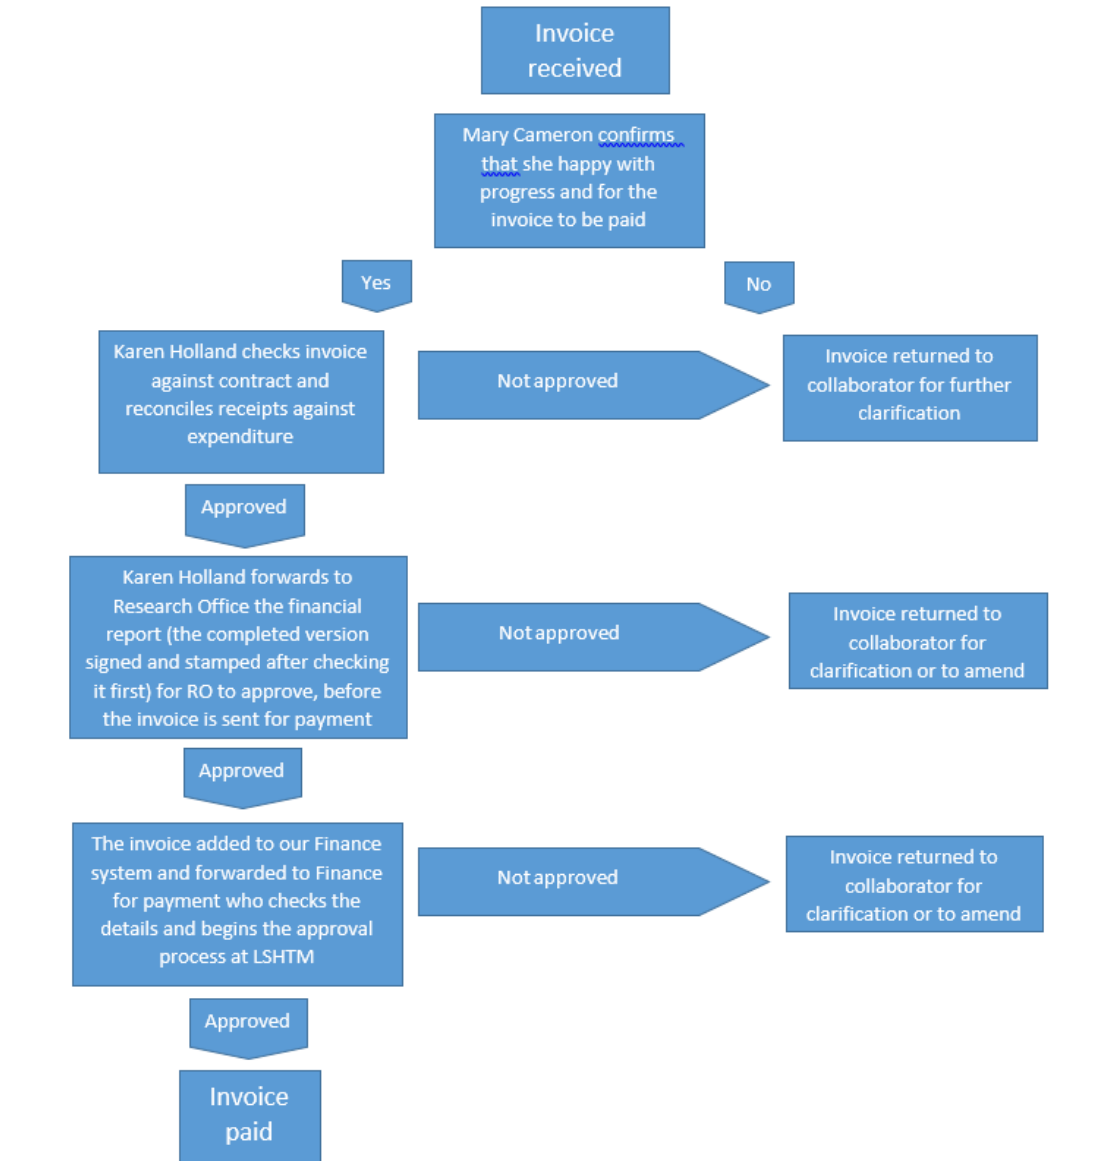 Invoice
received
Mary Cameron confirms
that she happy with
progress and for the
invoice to be paid
Yes
No
Karen Holland checks invoice
against contract and
reconciles receipts against
expenditure
Not approved
Invoice returned to
collaborator for further
clarification
Approved
Karen Holland forwards to
Research Office the financial
report (the completed version
signed and stamped after checking
it first) for RO to approve, before
the invoice is sent for payment
Not approved
Invoice returned to
collaborator for
clarification or to amend
Approved
The invoice added to our Finance
system and forwarded to Finance
for payment who checks the
details and begins the approval
process at LSHTM
Not approved
Invoice returned to
collaborator for
clarification or to amend
Approved
Invoice
paid